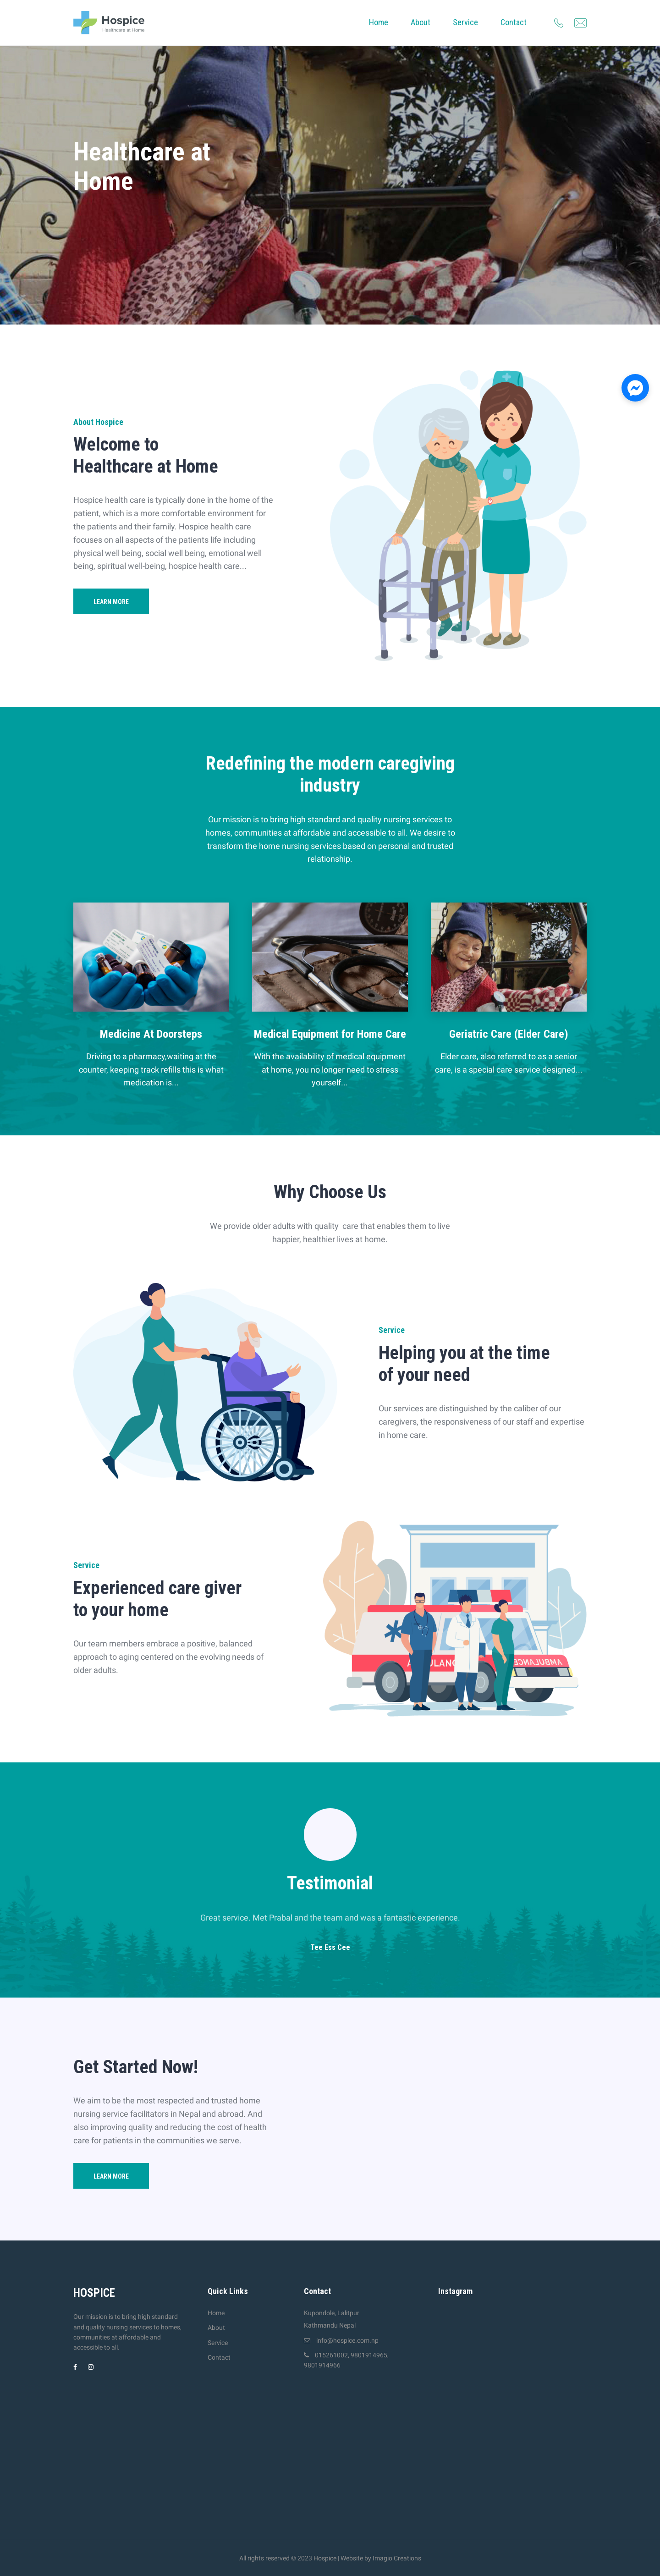 Hospice
Healthcare at Home
Home
About
Service
Contact
Healthcare at
Home
About Hospice
Welcome to
Healthcare at Home
Hospice health care is typically done in the home of the
patient, which is a more comfortable environment for
the patients and their family. Hospice health care
focuses on all aspects of the patients life including
physical well being, social well being, emotional well
being, spiritual well-being, hospice health care...
LEARN MORE
Redefining the modern caregiving
industry
Our mission is to bring high standard and quality nursing services to
homes, communities at affordable and accessible to all. We desire to
transform the home nursing services based on personal and trusted
relationship.
Medicine At Doorsteps
Driving to a pharmacy,waiting at the
counter, keeping track refills this is what
medication is...
Medical Equipment for Home Care
With the availability of medical equipment
at home, you no longer need to stress
yourself...
Geriatric Care (Elder Care)
Elder care, also referred to as a senior
care, is a special care service designed...
Why Choose Us
We provide older adults with quality  care that enables them to live
happier, healthier lives at home.
Service
Helping you at the time
of your need
Our services are distinguished by the caliber of our
caregivers, the responsiveness of our staff and expertise
in home care.
Service
Experienced care giver
to your home
Our team members embrace a positive, balanced
approach to aging centered on the evolving needs of
older adults.
AMBULANCE
Testimonial
Great service. Met Prabal and the team and was a fantastic experience.
Tee Ess Cee
Get Started Now!
We aim to be the most respected and trusted home
nursing service facilitators in Nepal and abroad. And
also improving quality and reducing the cost of health
care for patients in the communities we serve.
LEARN MORE
HOSPICE
Our mission is to bring high standard
and quality nursing services to homes,
communities at affordable and
accessible to all.
Quick Links
Home
About
Service
Contact
Contact
Kupondole, Lalitpur
Kathmandu Nepal
info@hospice.com.np
015261002, 9801914965,
9801914966
Instagram
All rights reserved © 2023 Hospice | Website by Imagio Creations